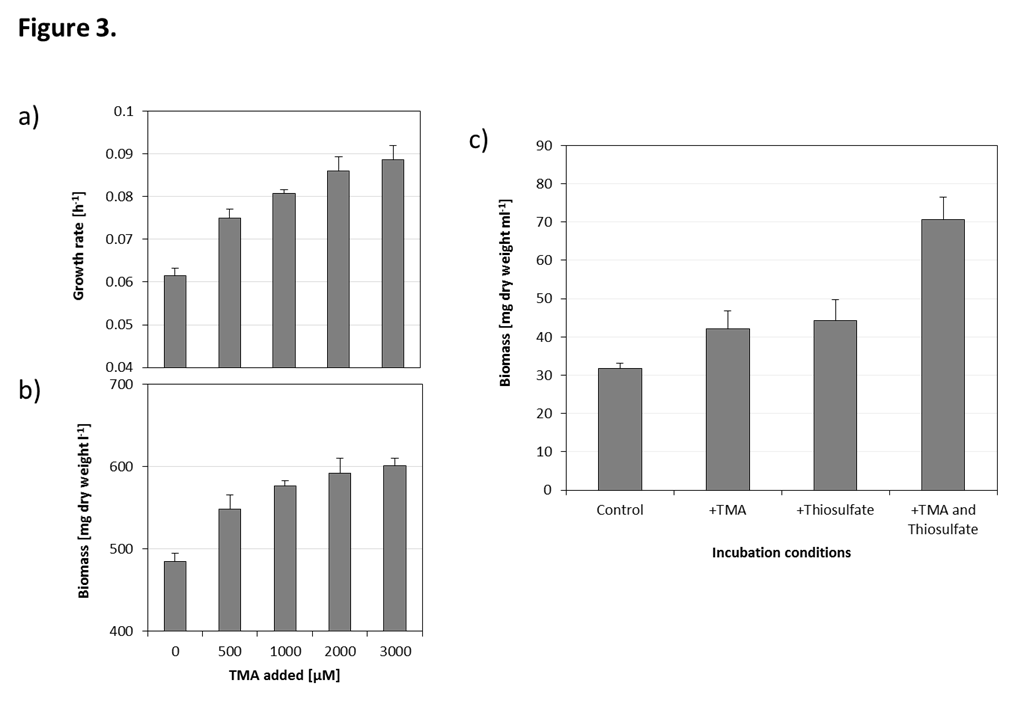 Figure 3.
a)
Growth rate [h-1]
0.1
0.09
0.08
0.07
0.06
0.05
0.04
b)
Biomass [mg dry weight l-1]
700
600
500
400
0 500 1000 2000 3000
TMA added [µM]
c)
Biomass [mg dry weight ml-1]
90
80
70
60
50
40
30
20
10
0
Control +TMA +Thiosulfate +TMA and
Thiosulfate
Incubation conditions